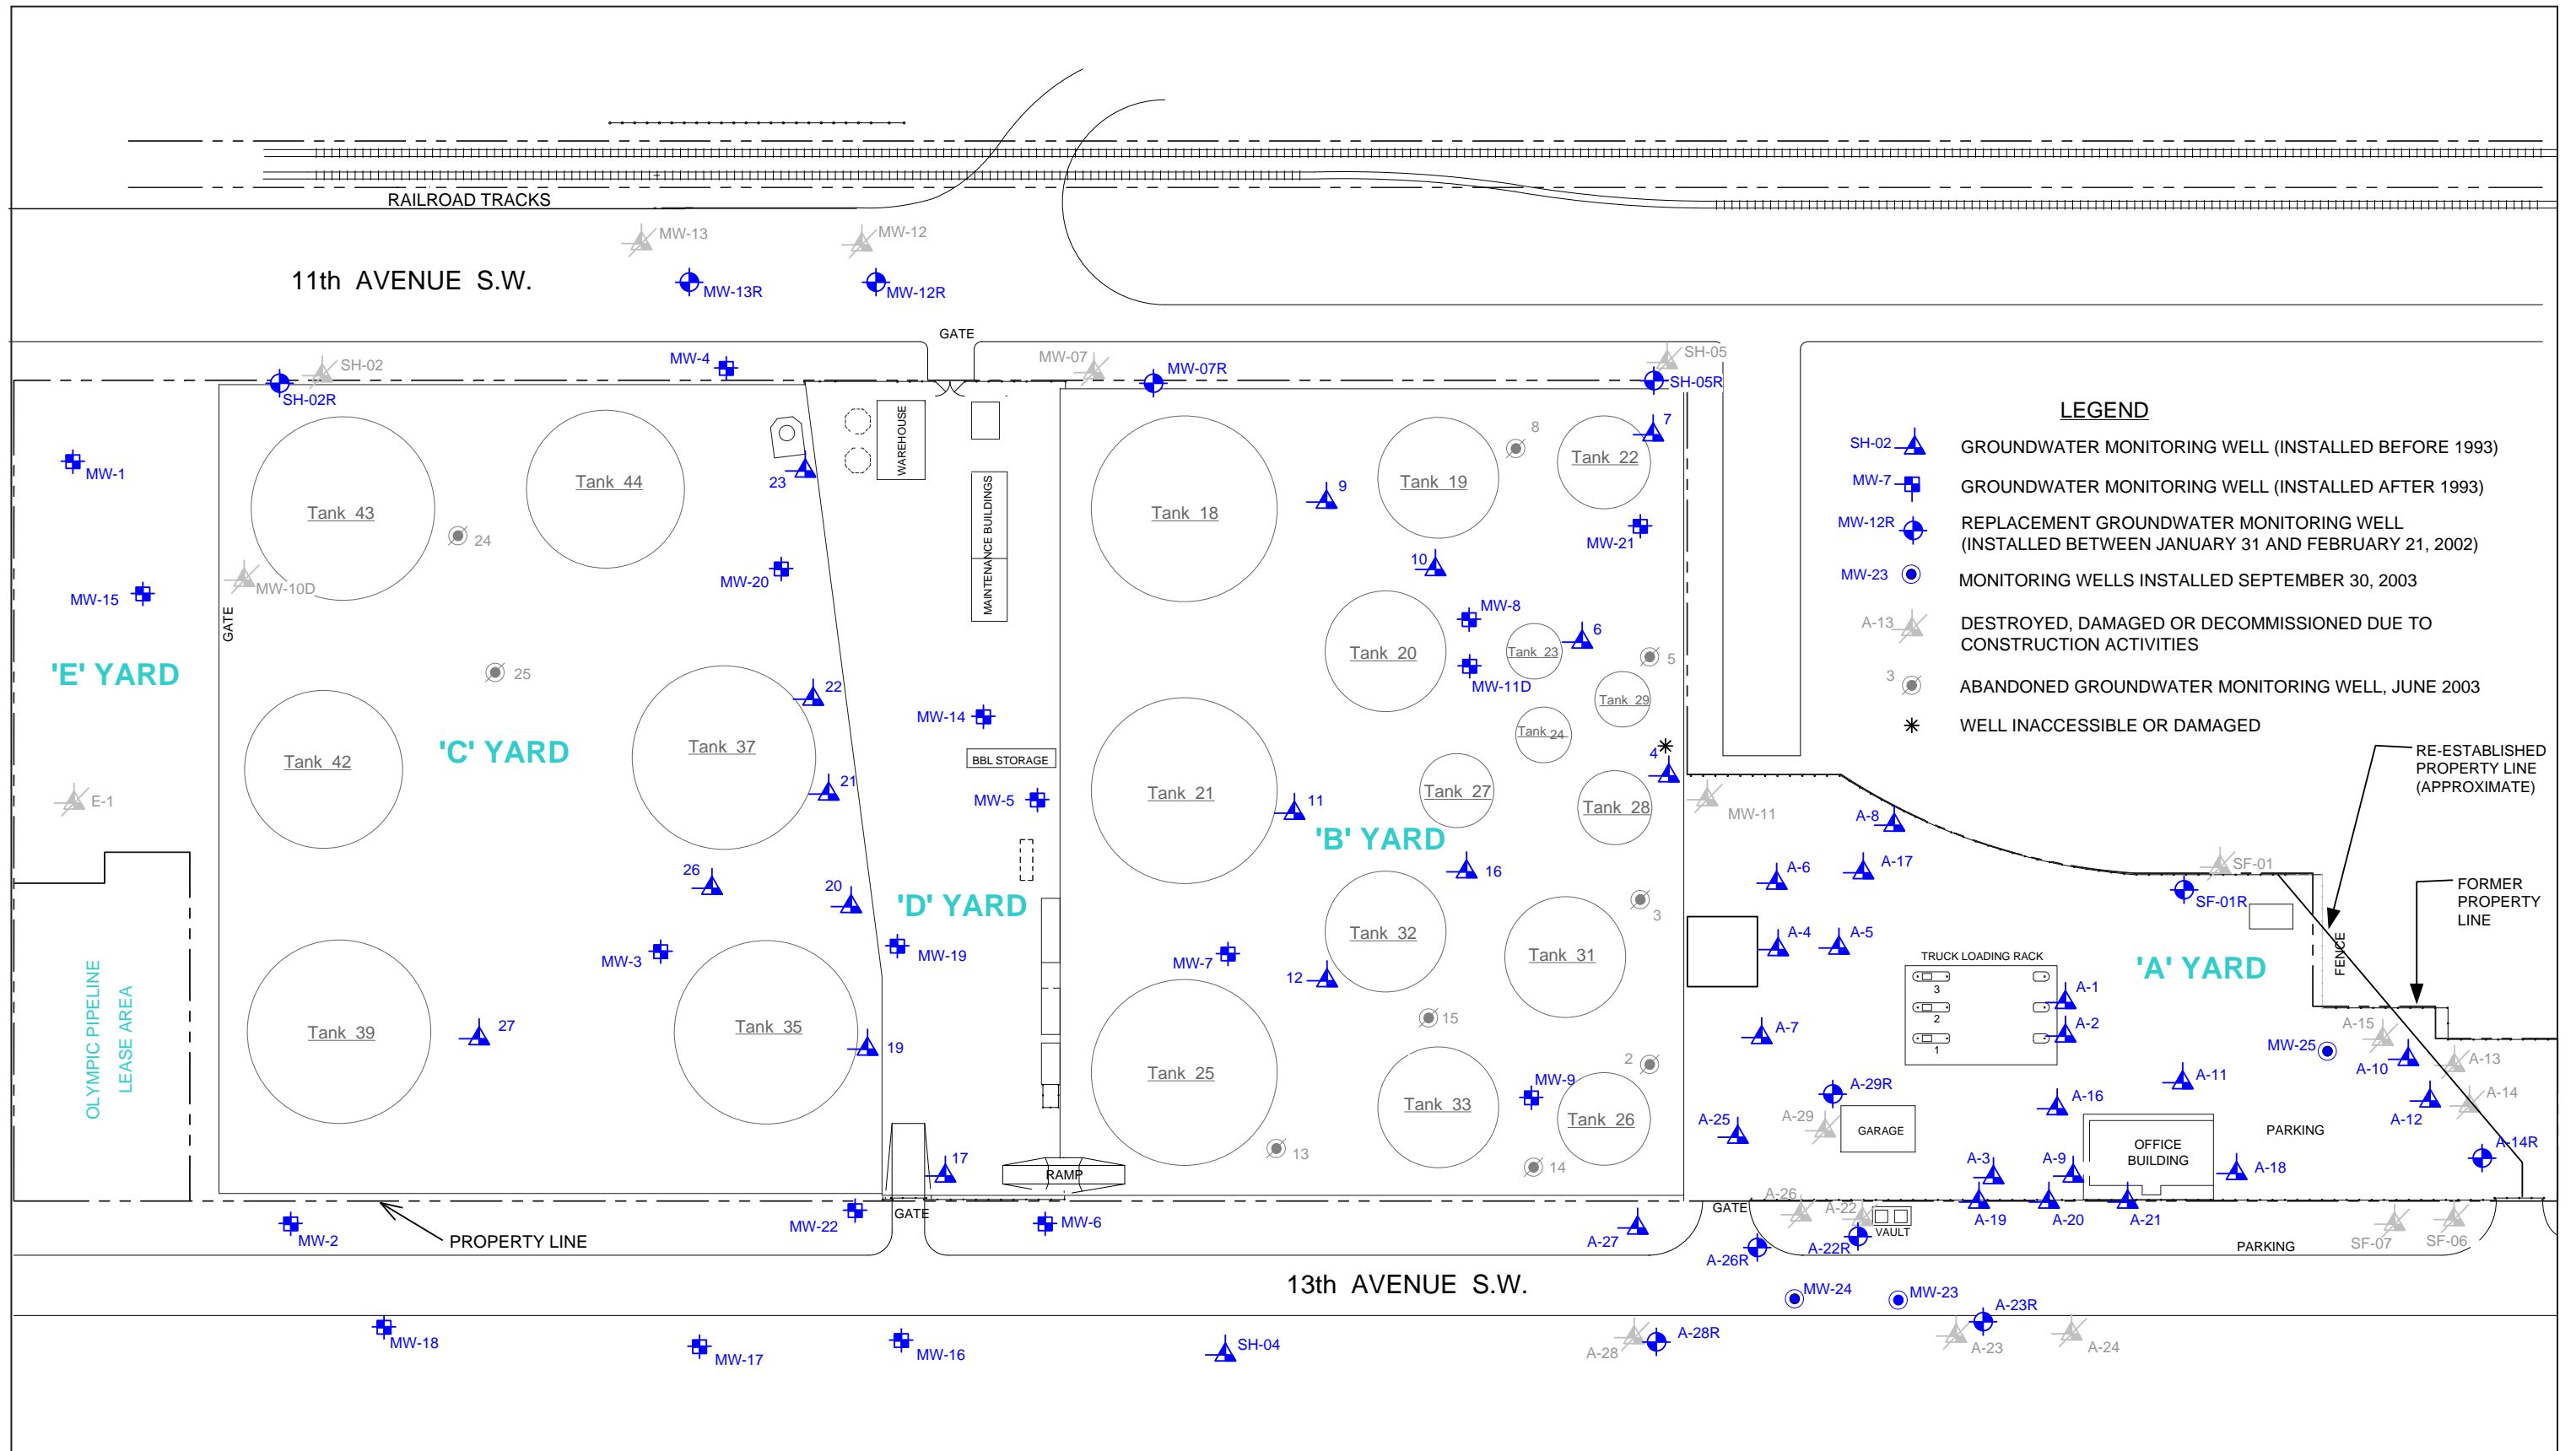 RAILROAD TRACKS
MW-13
MW-12
11th AVENUE S.W.
MW-13R
MW-12R
GATE
SH-02
MW-4
MW-07
MW-07R
SH-05
SH-05R
SH-02R
LEGEND
SH-02 GROUNDWATER MONITORING WELL (INSTALLED BEFORE 1993)
MW-7 GROUNDWATER MONITORING WELL (INSTALLED AFTER 1993)
MW-12R REPLACEMENT GROUNDWATER MONITORING WELL
(INSTALLED BETWEEN JANUARY 31 AND FEBRUARY 21, 2002)
MW-23 MONITORING WELLS INSTALLED SEPTEMBER 30, 2003
A-13 DESTROYED, DAMAGED OR DECOMMISSIONED DUE TO
CONSTRUCTION ACTIVITIES
3 ABANDONED GROUNDWATER MONITORING WELL, JUNE 2003
WELL INACCESSIBLE OR DAMAGED
MW-1
MW-15
'E' YARD
E-1
OLYMPIC PIPELINE
LEASE AREA
GATE
MW-10D
Tank 43
Tank 44
24
23
MW-20
25
22
Tank 42
'C' YARD
Tank 37
21
26
20
MW-3
Tank 39
27
Tank 35
19
WAREHOUSE
MAINTENANCE BUILDINGS
MW-14
BBL STORAGE
MW-5
'D' YARD
MW-19
17
RAMP
Tank 18
9
Tank 19
8
Tank 22
7
MW-21
10
MW-8
Tank 20
Tank 23
6
5
MW-11D
Tank 29
Tank 24
4
Tank 21
11
Tank 27
Tank 28
'B' YARD
16
3
Tank 32
Tank 31
MW-7
12
15
Tank 25
2
MW-9
Tank 33
Tank 26
13
14
MW-11
A-8
A-17
A-6
SF-01
SF-01R
A-4
A-5
RE-ESTABLISHED
PROPERTY LINE
(APPROXIMATE)
FORMER
PROPERTY
LINE
FENCE
TRUCK LOADING RACK
3
2
1
'A' YARD
A-1
A-2
A-7
A-15
MW-25
A-10
A-13
A-11
A-14
A-12
A-29R
A-16
A-29
GARAGE
A-25
PARKING
OFFICE
BUILDING
A-14R
A-3
A-9
A-18
A-26
A-22
GATE
VAULT
A-19
A-20
A-21
A-22R
A-26R
A-27
SF-07
SF-06
PARKING
MW-2
PROPERTY LINE
MW-22
GATE
MW-6
13th AVENUE S.W.
MW-24
MW-23
A-23R
MW-18
MW-17
MW-16
SH-04
A-28
A-28R
A-23
A-24